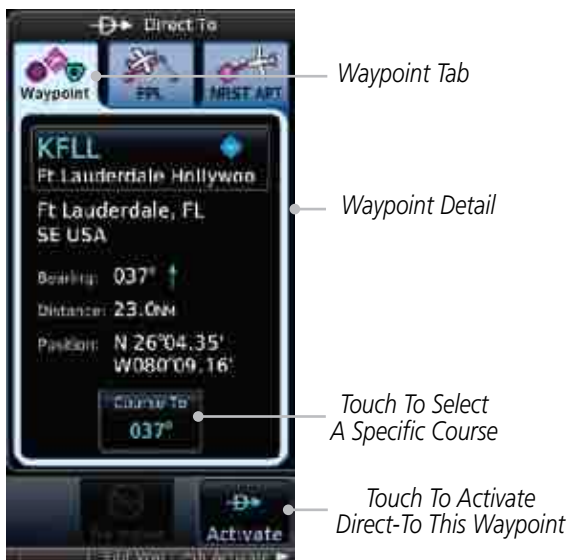 Direct To
Waypoint
FPL
NRST APT
Waypoint Tab
KFLL
Ft Lauderdale Hollywoo
Ft Lauderdale, FL
SE USA
Waypoint Detail
Bearing: 037°
Distance: 23.0NM
Position: N 26°04.35'
W080°09.16'
Course To
037°
Touch To Select
A Specific Course
Activate
Touch To Activate
Direct-To This Waypoint